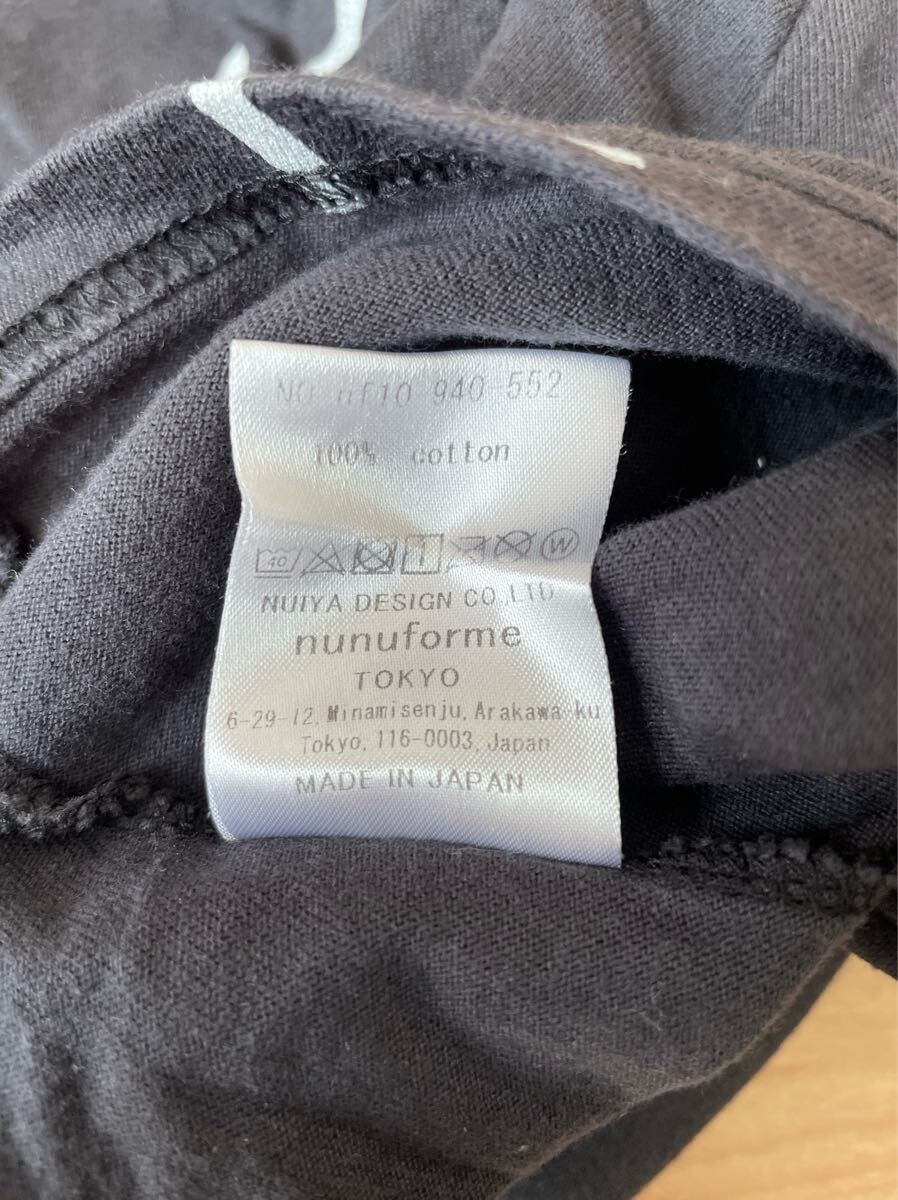 NO nf10 940-552
100% cotton
40 W
NUIYA DESIGN CO.,LTD
nunuforme
TOKYO
6-29-12, Minamisenju, Arakawa-ku
Tokyo, 116-0003, Japan
MADE IN JAPAN